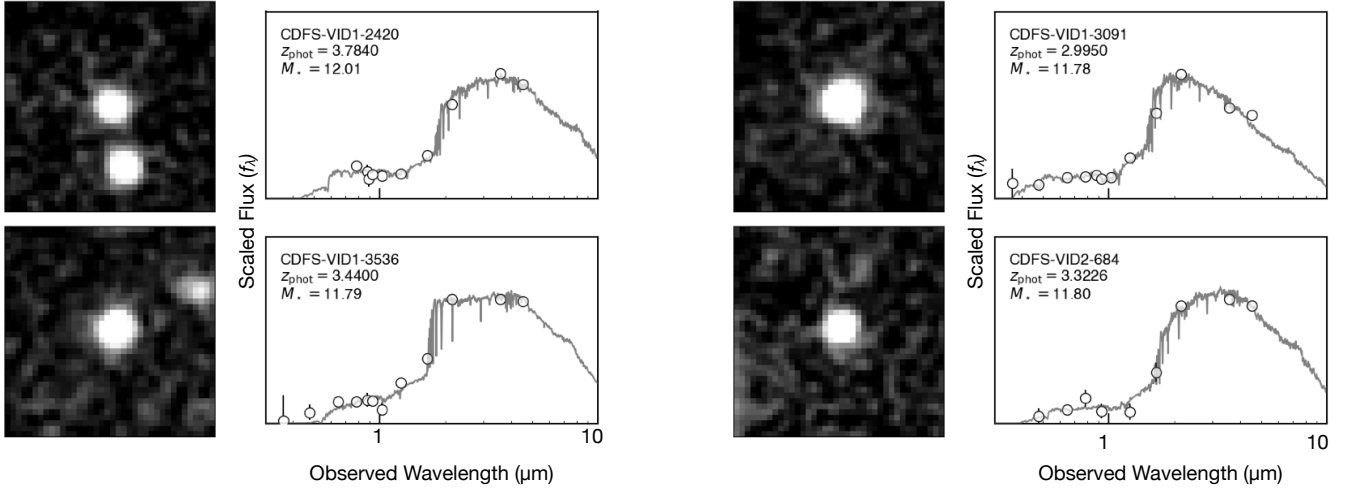 CDFS-VID1-2420
z_phot = 3.7840
M⋆ = 12.01
CDFS-VID1-3091
z_phot = 2.9950
M⋆ = 11.78
Scaled Flux (fλ)
Scaled Flux (fλ)
CDFS-VID1-3536
z_phot = 3.4400
M⋆ = 11.79
CDFS-VID2-684
z_phot = 3.3226
M⋆ = 11.80
1 10
1 10
Observed Wavelength (μm)
Observed Wavelength (μm)